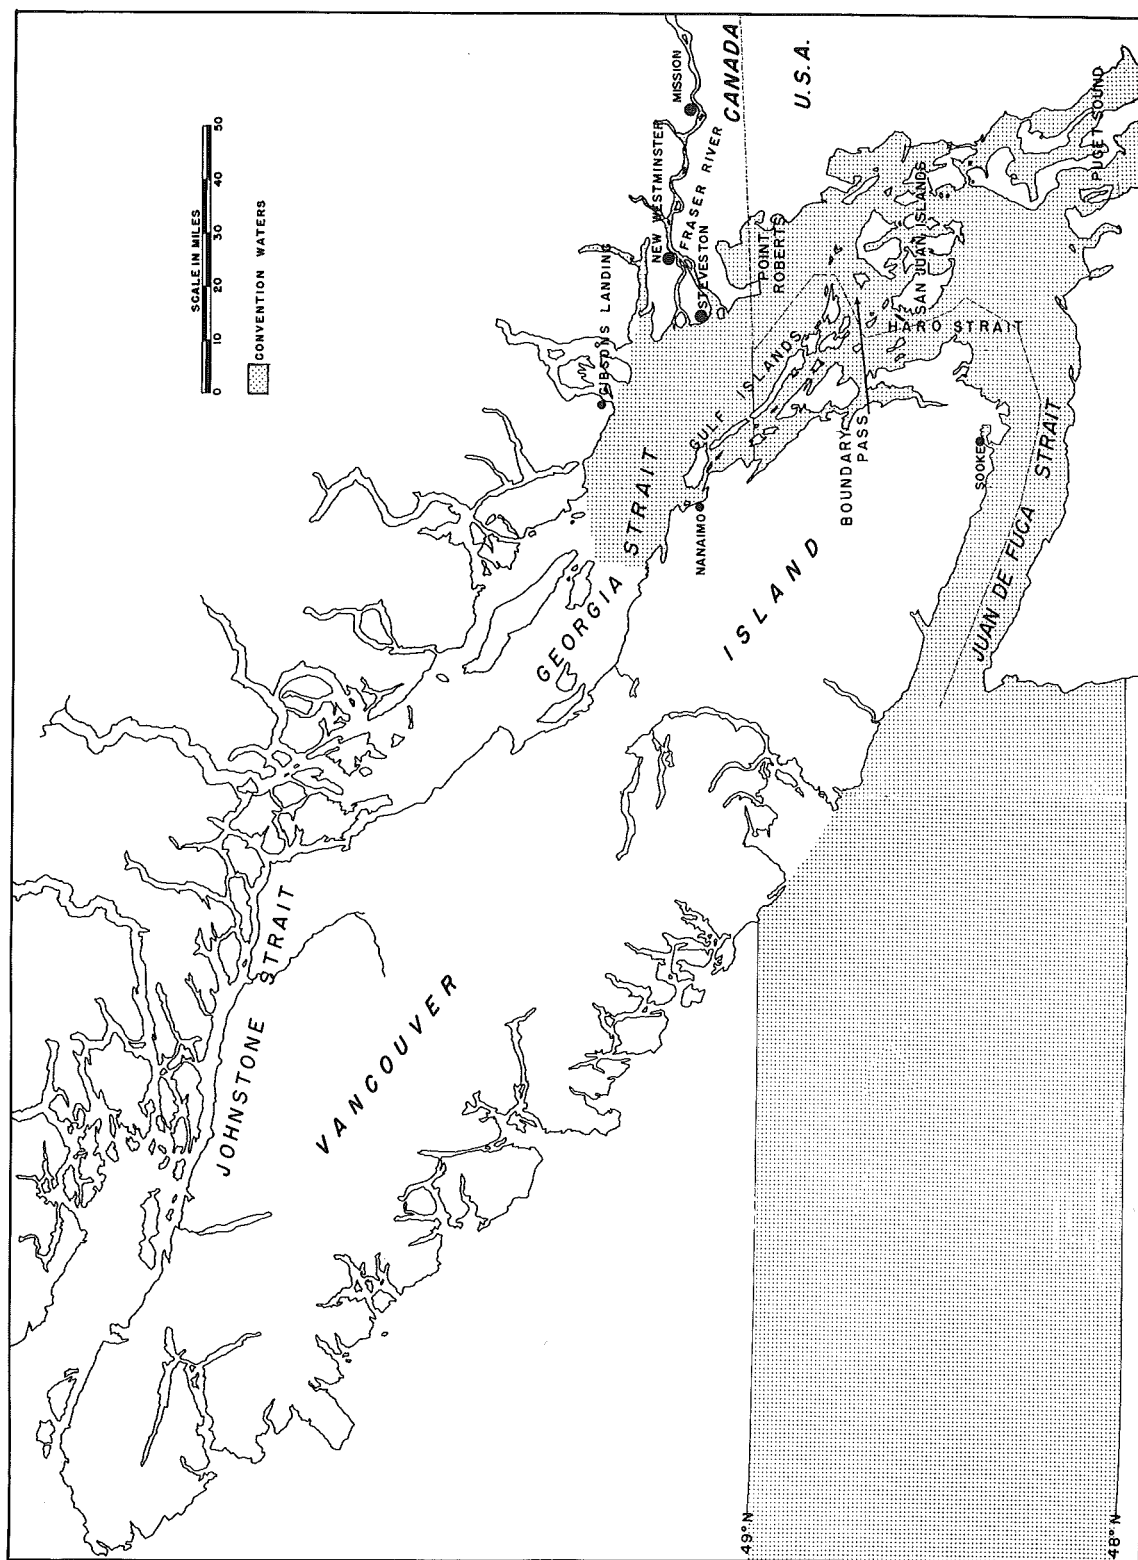 SCALE IN MILES
0 10 20 30 40 50
CONVENTION WATERS
JOHNSTONE STRAIT
VANCOUVER ISLAND
GEORGIA STRAIT
GIBSONS LANDING
NEW WESTMINSTER
MISSION
FRASER RIVER
STEVESTON
CANADA
U.S.A.
POINT
ROBERTS
NANAIMO
GULF ISLANDS
BOUNDARY
PASS
SAN JUAN ISLANDS
HARO STRAIT
PUGET SOUND
SOOKE
JUAN DE FUCA STRAIT
49°N
48°N